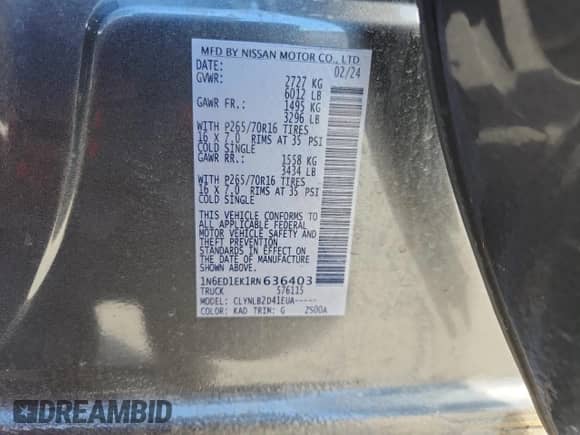 MFD BY NISSAN MOTOR CO., LTD.
DATE: 02/24
GVWR: 2727 KG
6012 LB
GAWR FR.: 1495 KG
3296 LB
WITH P265/70R16 TIRES
16 X 7.0 RIMS AT 35 PSI
COLD SINGLE
GAWR RR.: 1558 KG
3434 LB
WITH P265/70R16 TIRES
16 X 7.0 RIMS AT 35 PSI
COLD SINGLE
THIS VEHICLE CONFORMS TO
ALL APPLICABLE FEDERAL
MOTOR VEHICLE SAFETY AND
THEFT PREVENTION
STANDARDS IN EFFECT ON
THE DATE OF MANUFACTURE
SHOWN ABOVE.
1N6ED1EK1RN636403
TRUCK 576115
MODEL: CLYNLB2D41EUA-----
COLOR: KAD TRIM: G 2S00A
DREAMBID